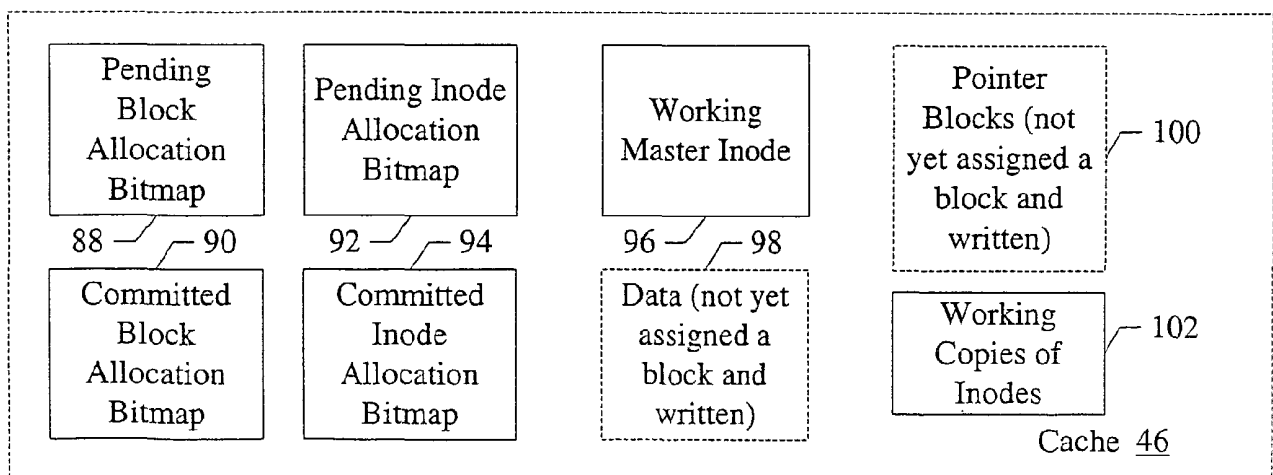 Pending
Block
Allocation
Bitmap
Pending Inode
Allocation
Bitmap
Working
Master Inode
Pointer
Blocks (not
yet assigned a
block and
written)
100
88
90
92
94
96
98
Committed
Block
Allocation
Bitmap
Committed
Inode
Allocation
Bitmap
Data (not yet
assigned a
block and
written)
Working
Copies of
Inodes
102
Cache 46